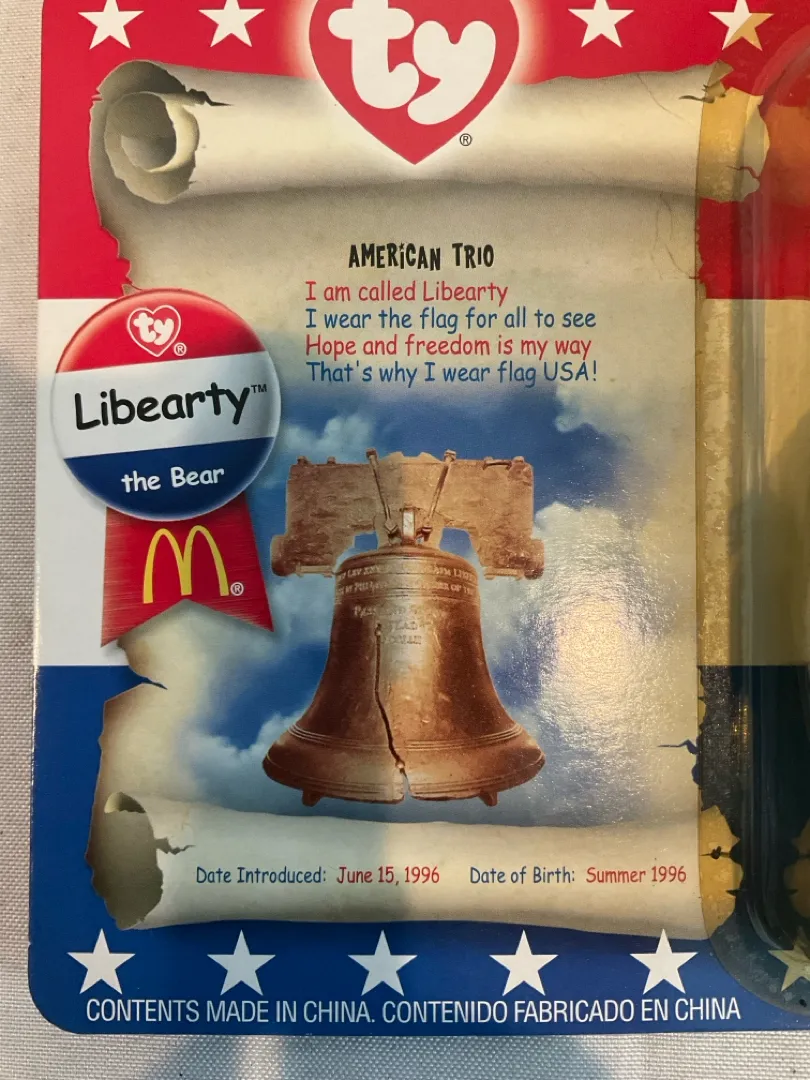 ty
®
AMERICAN TRIO
I am called Libearty
I wear the flag for all to see
Hope and freedom is my way
That's why I wear flag USA!
ty®
Libearty™
the Bear
M®
Date Introduced: June 15, 1996 Date of Birth: Summer 1996
CONTENTS MADE IN CHINA. CONTENIDO FABRICADO EN CHINA